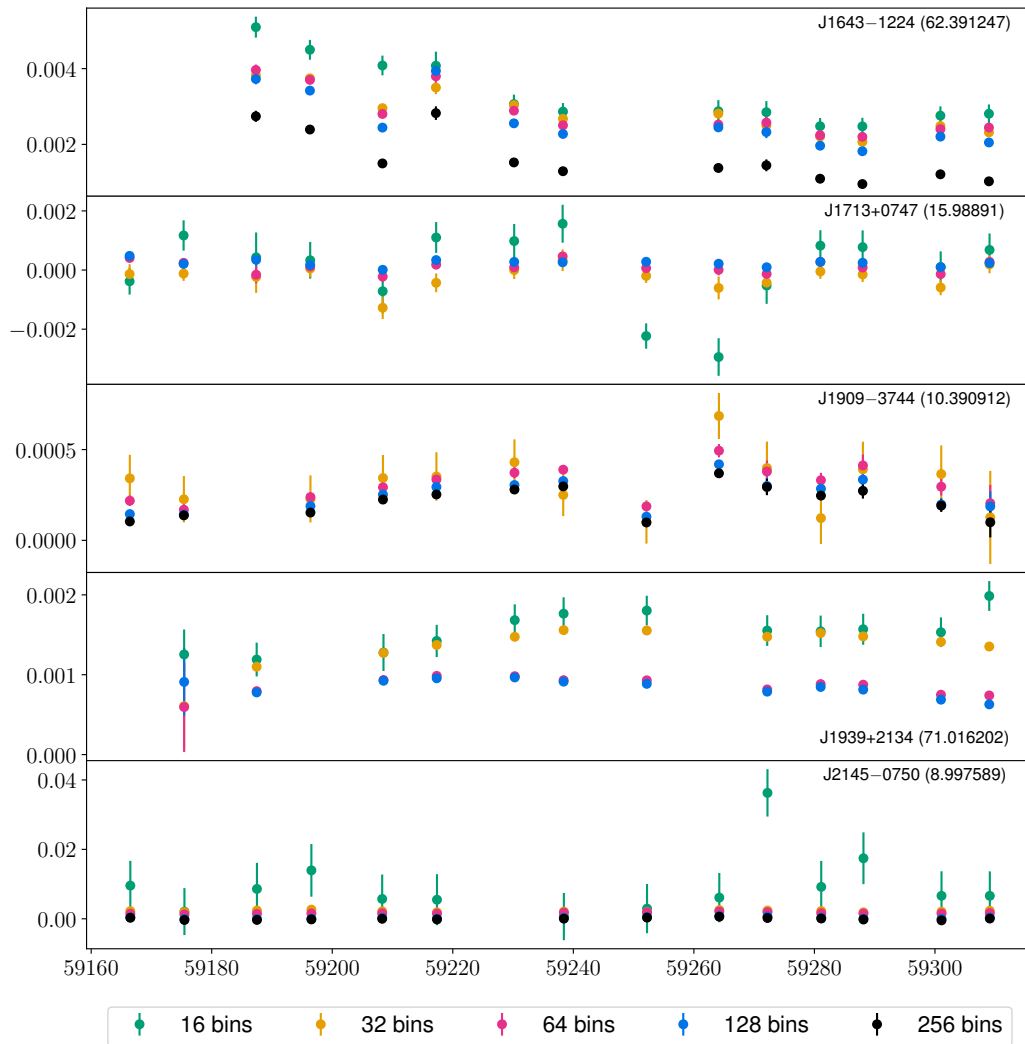 J1643−1224 (62.391247)
0.004
0.002
J1713+0747 (15.98891)
0.002
0.000
−0.002
J1909−3744 (10.390912)
0.0005
0.0000
0.002
0.001
0.000
J1939+2134 (71.016202)
J2145−0750 (8.997589)
0.04
0.02
0.00
59160 59180 59200 59220 59240 59260 59280 59300
16 bins 32 bins 64 bins 128 bins 256 bins